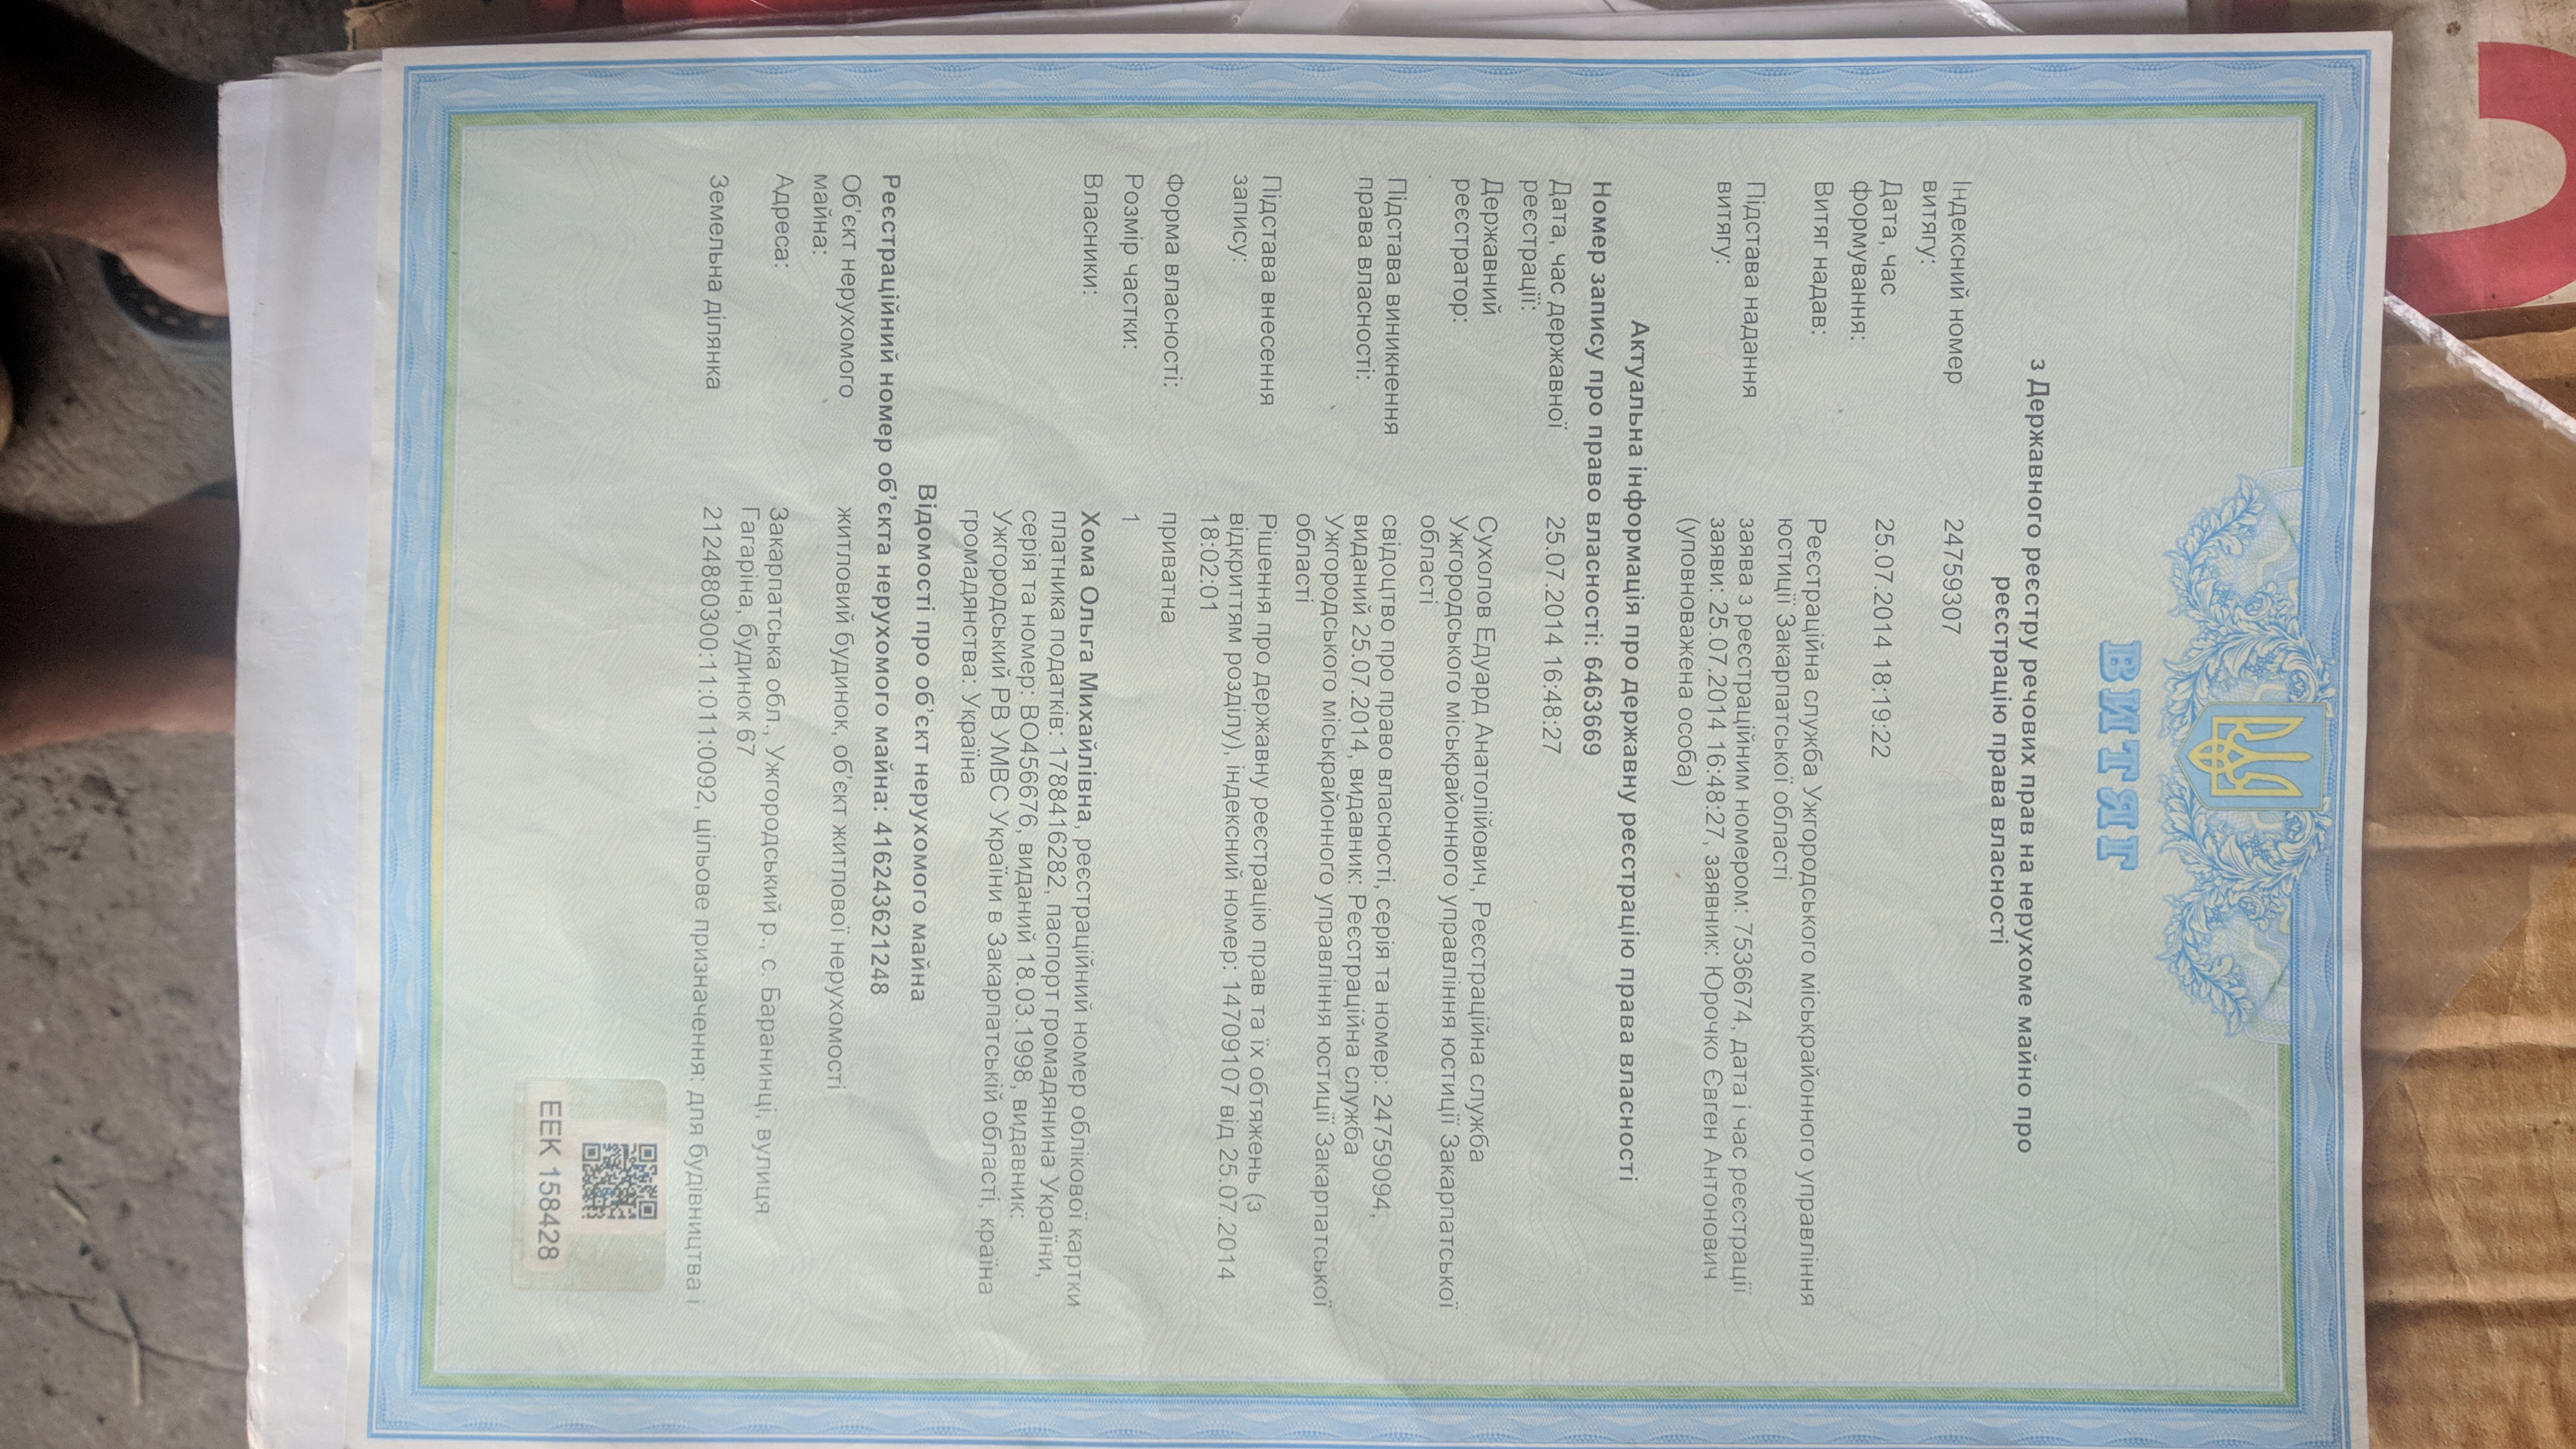 ВИТЯГ
з Державного реєстру речових прав на нерухоме майно про
реєстрацію права власності
Індексний номер
витягу:
24759307
Дата, час
формування:
25.07.2014 18:19:22
Витяг надав:
Реєстраційна служба Ужгородського міськрайонного управління
юстиції Закарпатської області
Підстава надання
витягу:
заява з реєстраційним номером: 7536674, дата і час реєстрації
заяви: 25.07.2014 16:48:27, заявник: Юрочко Євген Антонович
(уповноважена особа)
Актуальна інформація про державну реєстрацію права власності
Номер запису про право власності: 6463669
Дата, час державної
реєстрації:
25.07.2014 16:48:27
Державний
реєстратор:
Сухолов Едуард Анатолійович, Реєстраційна служба
Ужгородського міськрайонного управління юстиції Закарпатської
області
Підстава виникнення
права власності:
свідоцтво про право власності, серія та номер: 24759094,
виданий 25.07.2014, видавник: Реєстраційна служба
Ужгородського міськрайонного управління юстиції Закарпатської
області
Підстава внесення
запису:
Рішення про державну реєстрацію прав та їх обтяжень (з
відкриттям розділу), індексний номер: 14709107 від 25.07.2014
18:02:01
Форма власності:
приватна
Розмір частки:
1
Власники:
Хома Ольга Михайлівна, реєстраційний номер облікової картки
платника податків: 1788416282, паспорт громадянина України,
серія та номер: ВО456676, виданий 18.03.1998, видавник:
Ужгородський РВ УМВС України в Закарпатській області, країна
громадянства: Україна
Відомості про об'єкт нерухомого майна
Реєстраційний номер об'єкта нерухомого майна: 416243621248
Об'єкт нерухомого
майна:
житловий будинок, об'єкт житлової нерухомості
Адреса:
Закарпатська обл., Ужгородський р., с. Баранинці, вулиця
Гагаріна, будинок 67
Земельна ділянка
2124880300:11:011:0092, цільове призначення: для будівництва і
ЕЕК 158428